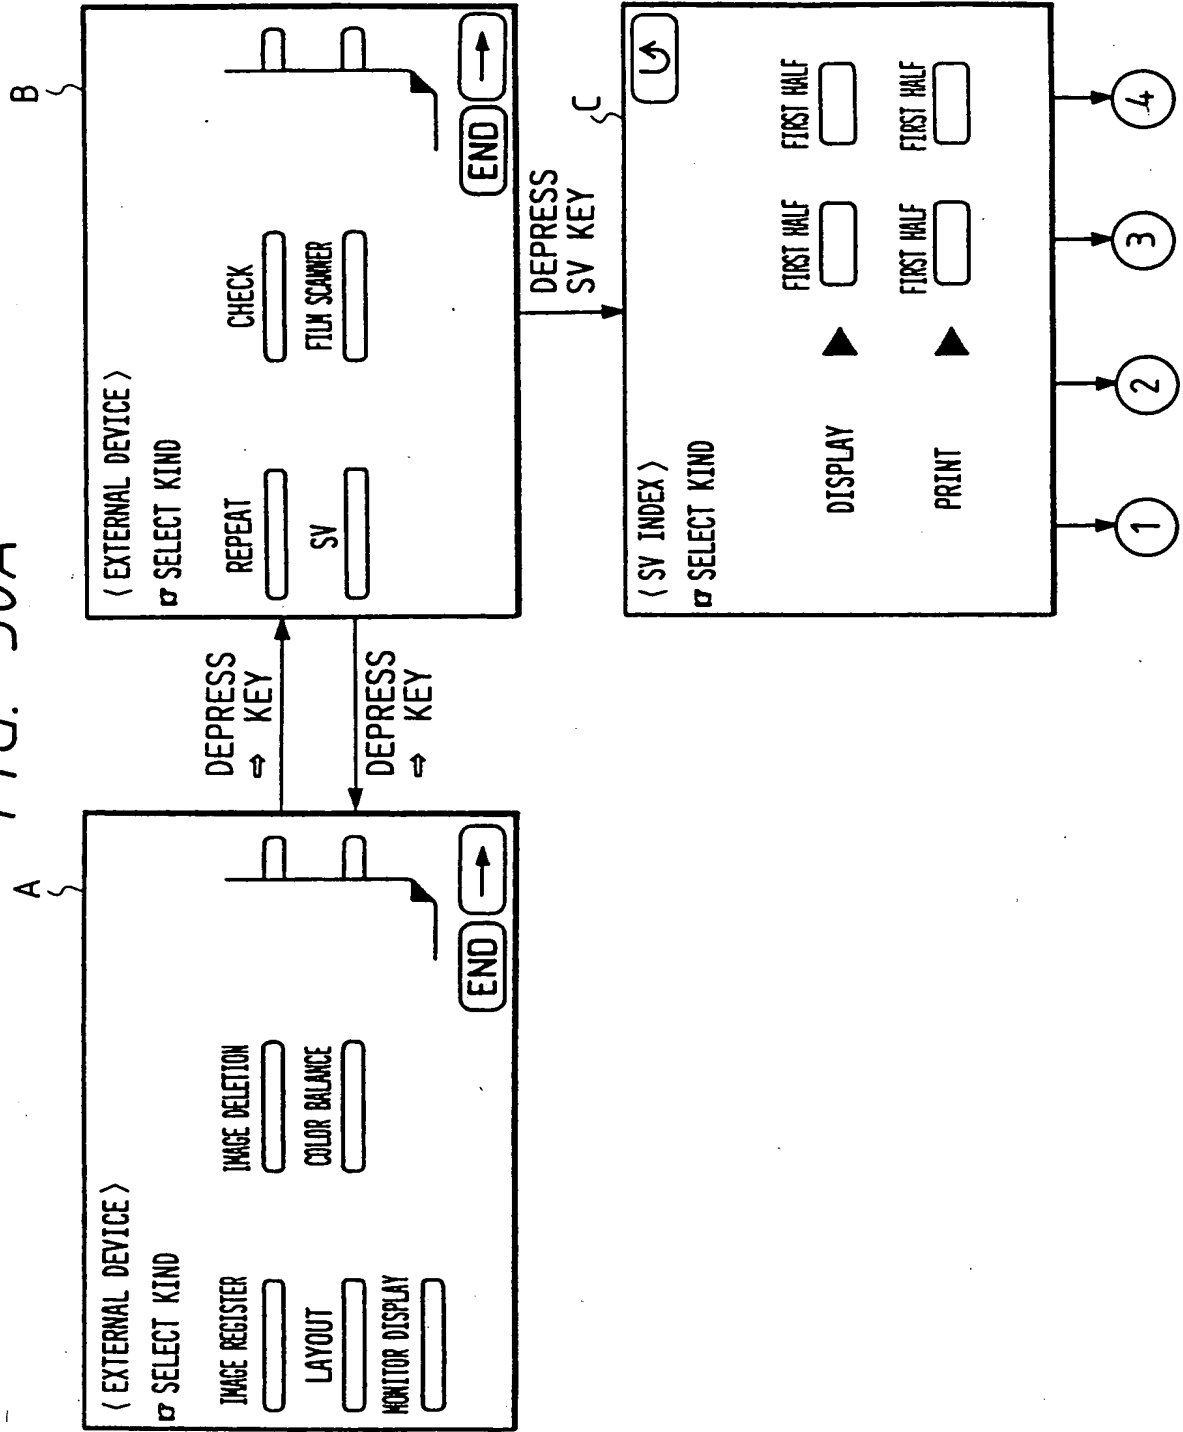 A
<EXTERNAL DEVICE>
☞ SELECT KIND
IMAGE REGISTER
IMAGE DELETION
LAYOUT
COLOR BALANCE
MONITOR DISPLAY
END →
DEPRESS
⇨ KEY
DEPRESS
⇨ KEY
B
<EXTERNAL DEVICE>
☞ SELECT KIND
REPEAT
CHECK
SV
FILM SCANNER
END →
DEPRESS
SV KEY
C
<SV INDEX>
☞ SELECT KIND
DISPLAY ▶ FIRST HALF FIRST HALF
PRINT ▶ FIRST HALF FIRST HALF
1
2
3
4